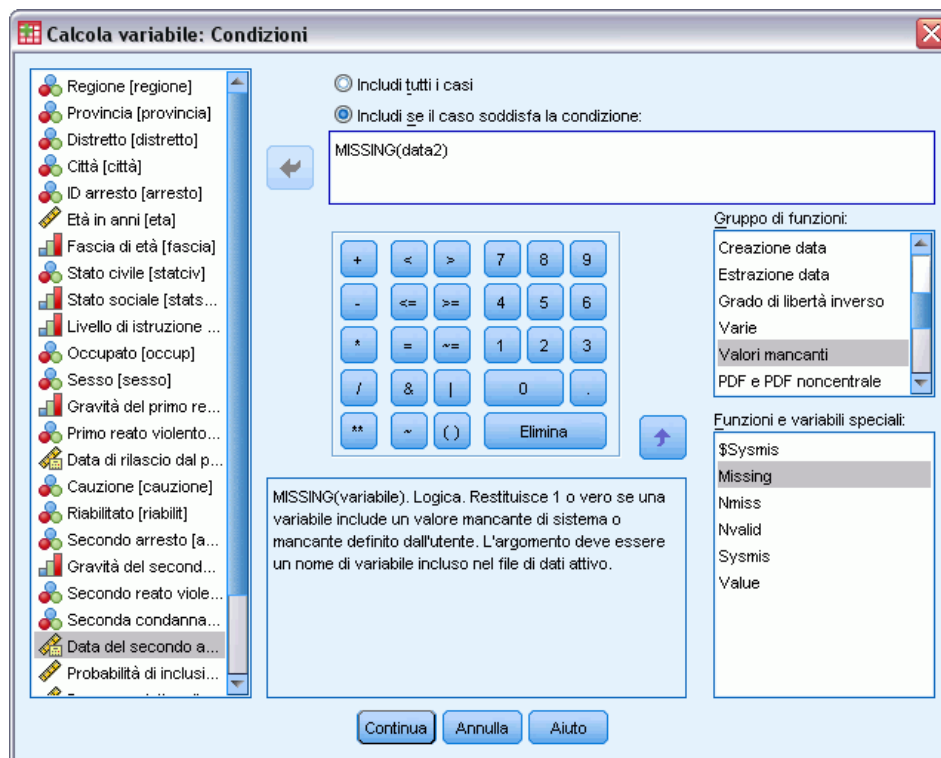 Calcola variabile: Condizioni
Regione [regione]
Provincia [provincia]
Distretto [distretto]
Città [città]
ID arresto [arresto]
Età in anni [eta]
Fascia di età [fascia]
Stato civile [statciv]
Stato sociale [stats...
Livello di istruzione ...
Occupato [occup]
Sesso [sesso]
Gravità del primo re...
Primo reato violento...
Data di rilascio dal p...
Cauzione [cauzione]
Riabilitato [riabilit]
Secondo arresto [a...
Gravità del second...
Secondo reato viole...
Seconda condanna...
Data del secondo a...
Probabilità di inclusi...
Includi tutti i casi
Includi se il caso soddisfa la condizione:
MISSING(data2)
+ < > 7 8 9
- <= >= 4 5 6
* = ~= 1 2 3
/ & | 0 .
** ~ ( ) Elimina
MISSING(variabile). Logica. Restituisce 1 o vero se una
variabile include un valore mancante di sistema o
mancante definito dall'utente. L'argomento deve essere
un nome di variabile incluso nel file di dati attivo.
Gruppo di funzioni:
Creazione data
Estrazione data
Grado di libertà inverso
Varie
Valori mancanti
PDF e PDF noncentrale
Funzioni e variabili speciali:
$Sysmis
Missing
Nmiss
Nvalid
Sysmis
Value
Continua
Annulla
Aiuto